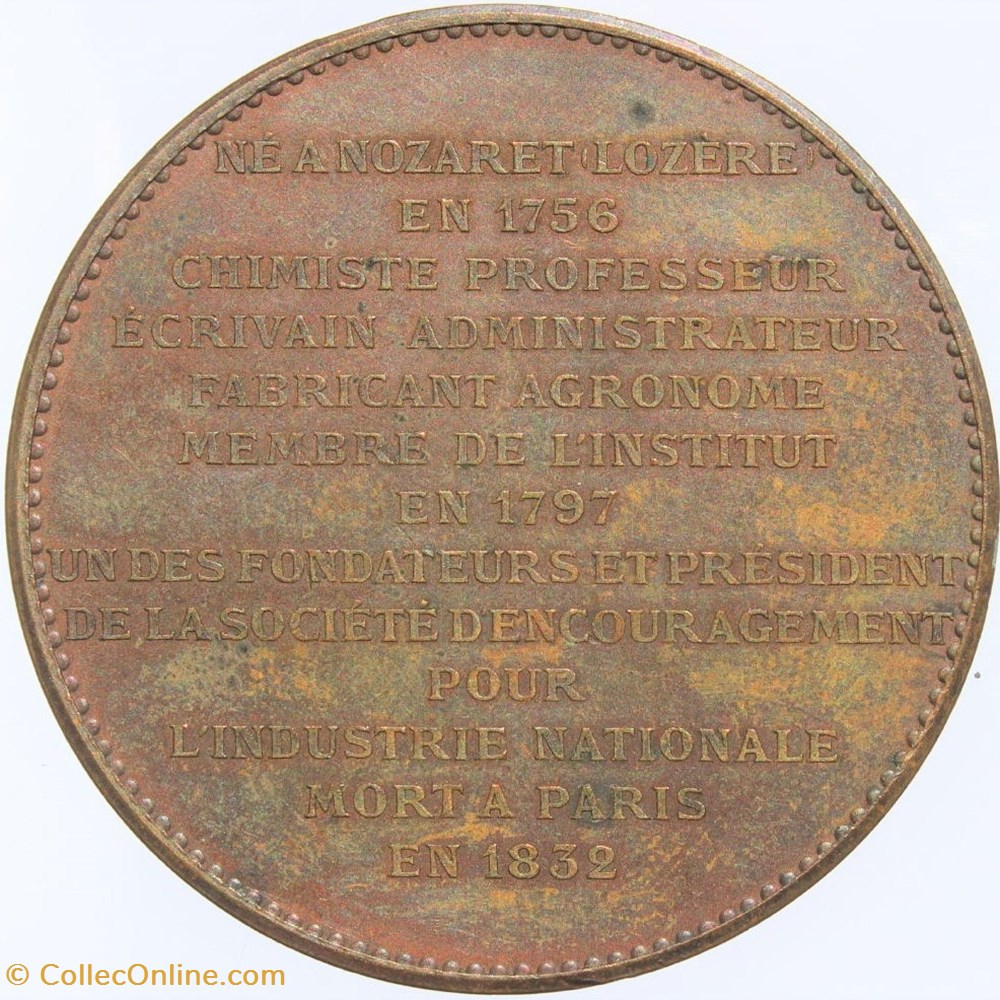 NÉ A NOZARET (LOZÈRE)
EN 1756
CHIMISTE PROFESSEUR
ÉCRIVAIN ADMINISTRATEUR
FABRICANT AGRONOME
MEMBRE DE L'INSTITUT
EN 1797
UN DES FONDATEURS ET PRÉSIDENT
DE LA SOCIÉTÉ D'ENCOURAGEMENT
POUR
L'INDUSTRIE NATIONALE
MORT A PARIS
EN 1832
© CollecOnline.com